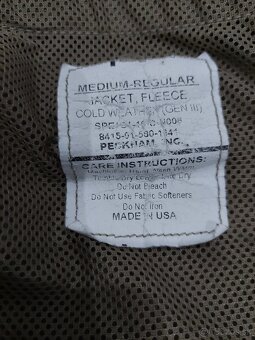 MEDIUM-REGULAR
JACKET, FLEECE
COLD WEATHER (GEN III)
PECKHAM, INC.
CARE INSTRUCTIONS:
Do Not Bleach
Do Not Use Fabric Softeners
Do Not Iron
MADE IN USA